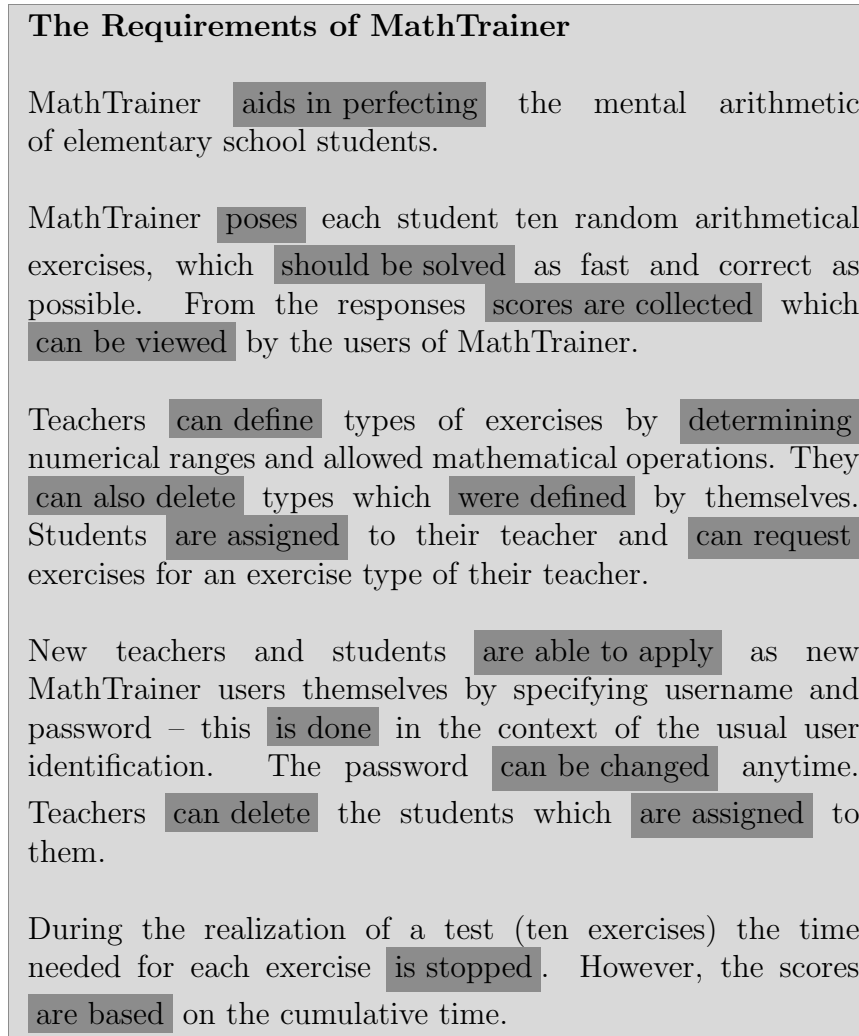 The Requirements of MathTrainer
MathTrainer aids in perfecting the mental arithmetic
of elementary school students.
MathTrainer poses each student ten random arithmetical
exercises, which should be solved as fast and correct as
possible. From the responses scores are collected which
can be viewed by the users of MathTrainer.
Teachers can define types of exercises by determining
numerical ranges and allowed mathematical operations. They
can also delete types which were defined by themselves.
Students are assigned to their teacher and can request
exercises for an exercise type of their teacher.
New teachers and students are able to apply as new
MathTrainer users themselves by specifying username and
password – this is done in the context of the usual user
identification. The password can be changed anytime.
Teachers can delete the students which are assigned to
them.
During the realization of a test (ten exercises) the time
needed for each exercise is stopped. However, the scores
are based on the cumulative time.